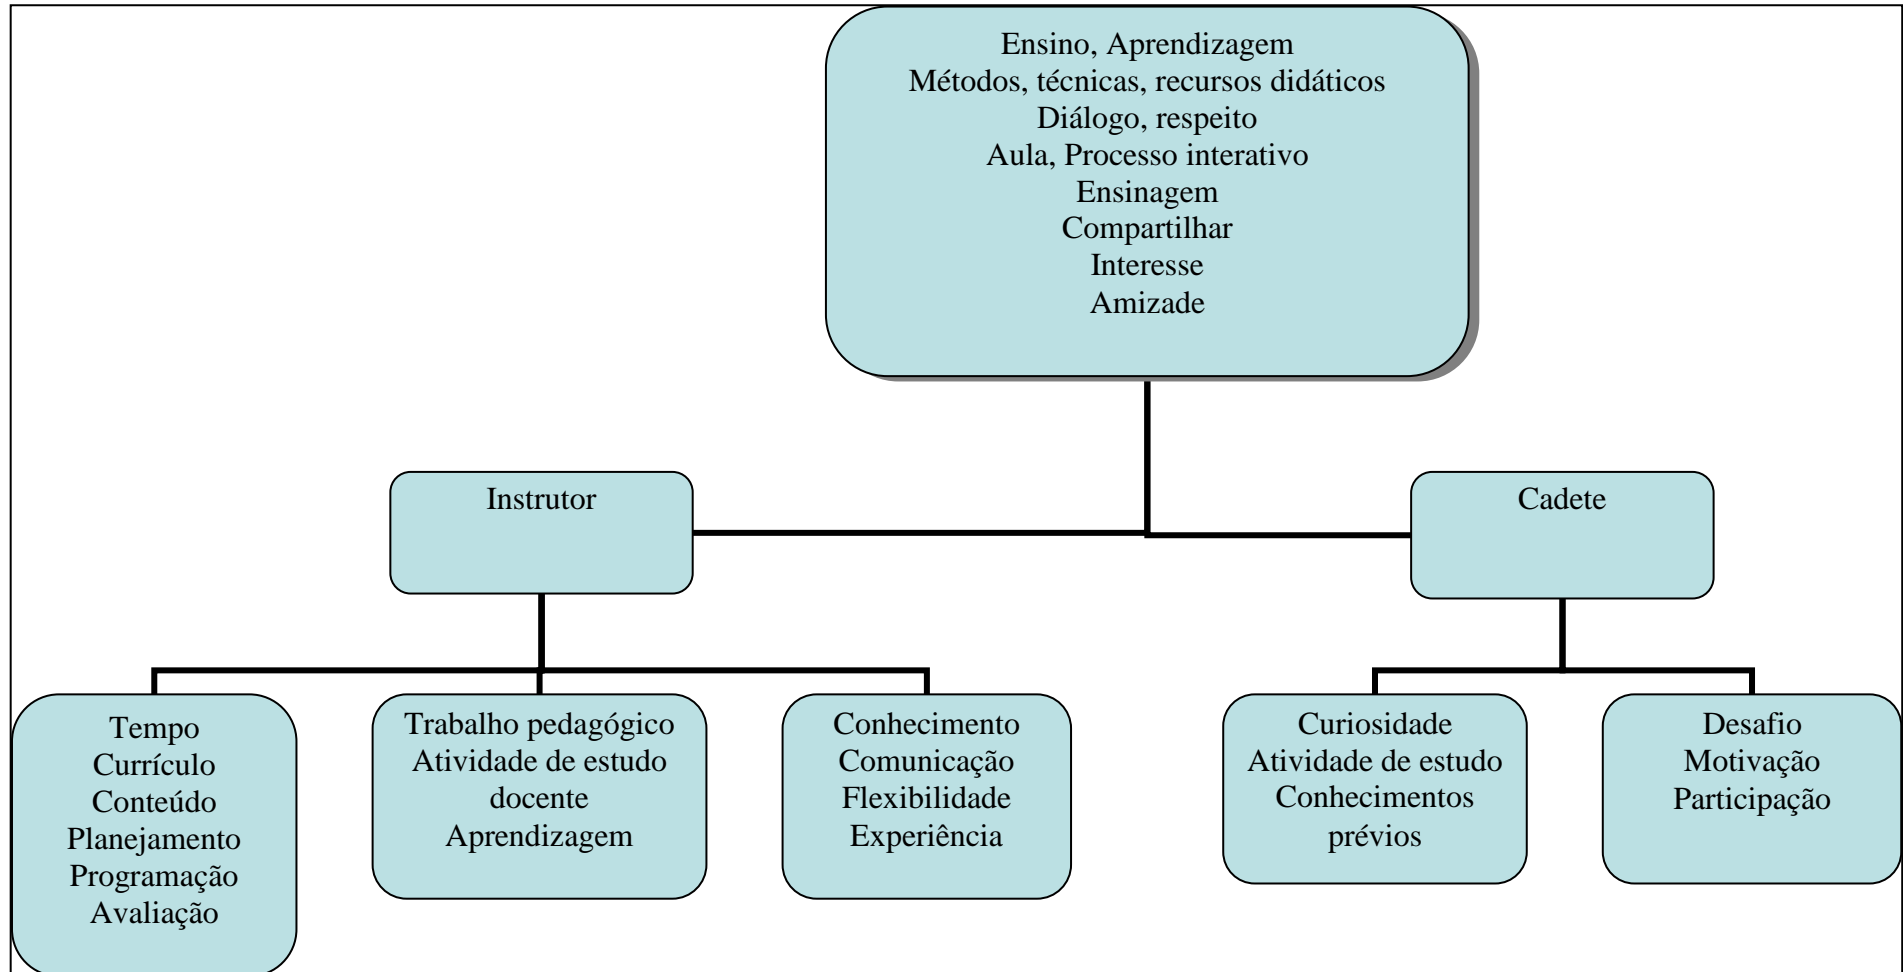 Ensino, Aprendizagem
Métodos, técnicas, recursos didáticos
Diálogo, respeito
Aula, Processo interativo
Ensinagem
Compartilhar
Interesse
Amizade
Instrutor
Cadete
Tempo
Currículo
Conteúdo
Planejamento
Programação
Avaliação
Trabalho pedagógico
Atividade de estudo
docente
Aprendizagem
Conhecimento
Comunicação
Flexibilidade
Experiência
Curiosidade
Atividade de estudo
Conhecimentos
prévios
Desafio
Motivação
Participação